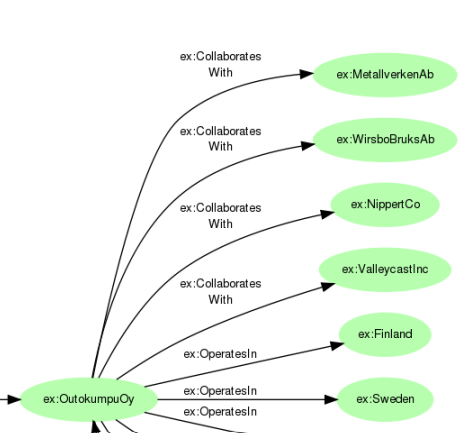 ex:Collaborates
With
ex:MetallverkenAb
ex:Collaborates
With
ex:WirsboBruksAb
ex:Collaborates
With
ex:NippertCo
ex:Collaborates
With
ex:ValleycastInc
ex:OperatesIn
ex:Finland
ex:OperatesIn
ex:OutokumpuOy
ex:Sweden
ex:OperatesIn